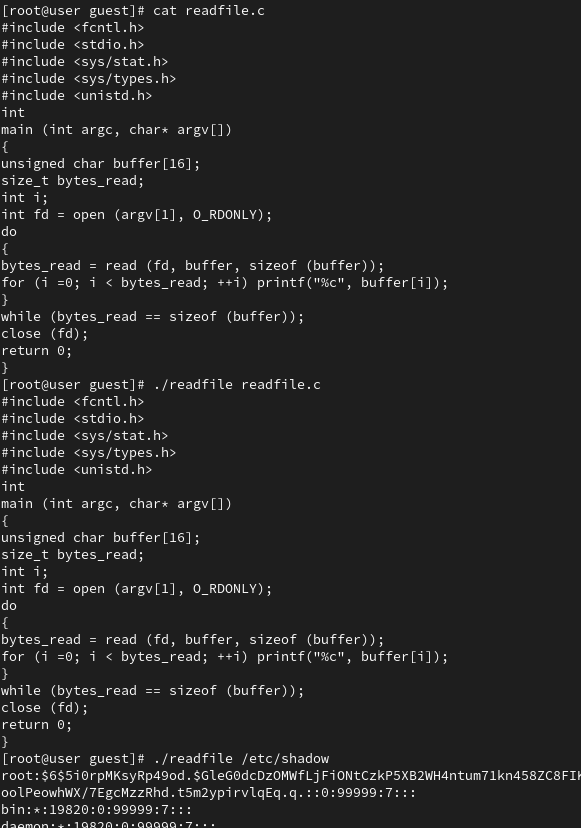 [root@user guest]# cat readfile.c
#include <fcntl.h>
#include <stdio.h>
#include <sys/stat.h>
#include <sys/types.h>
#include <unistd.h>
int
main (int argc, char* argv[])
{
unsigned char buffer[16];
size_t bytes_read;
int i;
int fd = open (argv[1], O_RDONLY);
do
{
bytes_read = read (fd, buffer, sizeof (buffer));
for (i =0; i < bytes_read; ++i) printf("%c", buffer[i]);
}
while (bytes_read == sizeof (buffer));
close (fd);
return 0;
}
[root@user guest]# ./readfile readfile.c
#include <fcntl.h>
#include <stdio.h>
#include <sys/stat.h>
#include <sys/types.h>
#include <unistd.h>
int
main (int argc, char* argv[])
{
unsigned char buffer[16];
size_t bytes_read;
int i;
int fd = open (argv[1], O_RDONLY);
do
{
bytes_read = read (fd, buffer, sizeof (buffer));
for (i =0; i < bytes_read; ++i) printf("%c", buffer[i]);
}
while (bytes_read == sizeof (buffer));
close (fd);
return 0;
}
[root@user guest]# ./readfile /etc/shadow
root:$6$5i0rpMKsyRp49od.$GleG0dcDzOMWfLjFiONtCzkP5XB2WH4ntum71kn458ZC8FIK
oolPeowhWX/7EgcMzzRhd.t5m2ypirvlqEq.q.::0:99999:7:::
bin:*:19820:0:99999:7:::
daemon:*:19820:0:99999:7:::